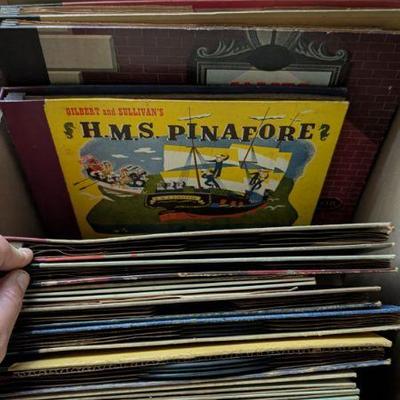 GILBERT and SULLIVAN'S
H.M.S. PINAFORE